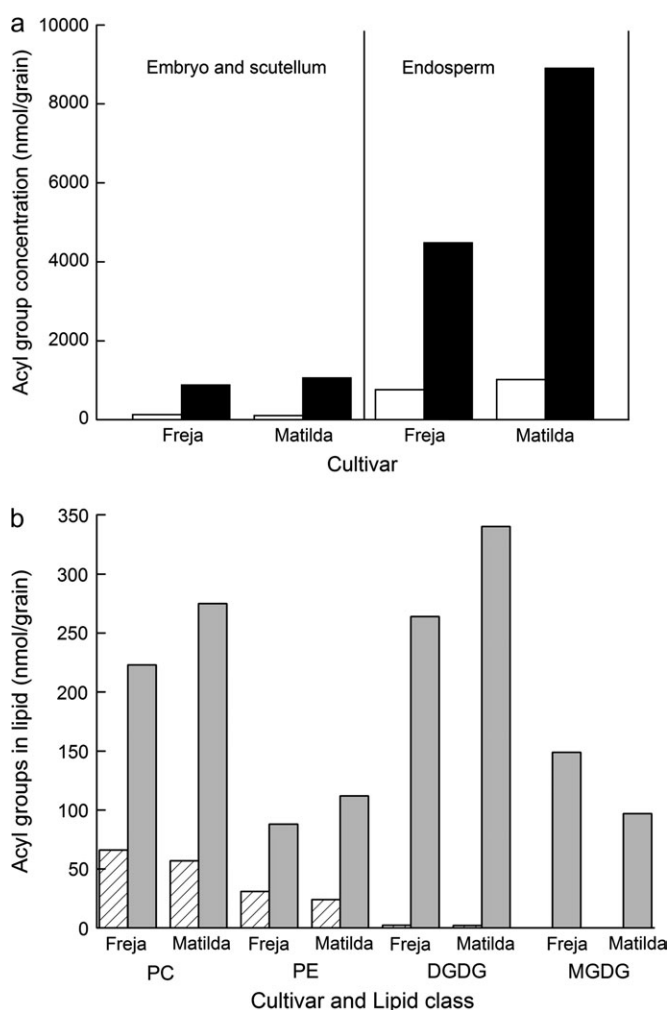 a
10000
8000
6000
4000
2000
0
Acyl group concentration (nmol/grain)
Embryo and scutellum
Endosperm
Freja Matilda Freja Matilda
Cultivar
b
350
300
250
200
150
100
50
0
Acyl groups in lipid (nmol/grain)
Freja Matilda Freja Matilda Freja Matilda Freja Matilda
PC PE DGDG MGDG
Cultivar and Lipid class